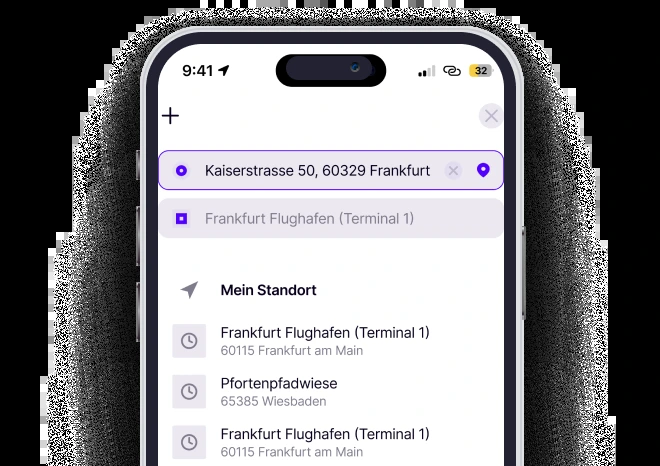 9:41
32
Kaiserstrasse 50, 60329 Frankfurt
Frankfurt Flughafen (Terminal 1)
Mein Standort
Frankfurt Flughafen (Terminal 1)
60115 Frankfurt am Main
Pfortenpfadwiese
65385 Wiesbaden
Frankfurt Flughafen (Terminal 1)
60115 Frankfurt am Main